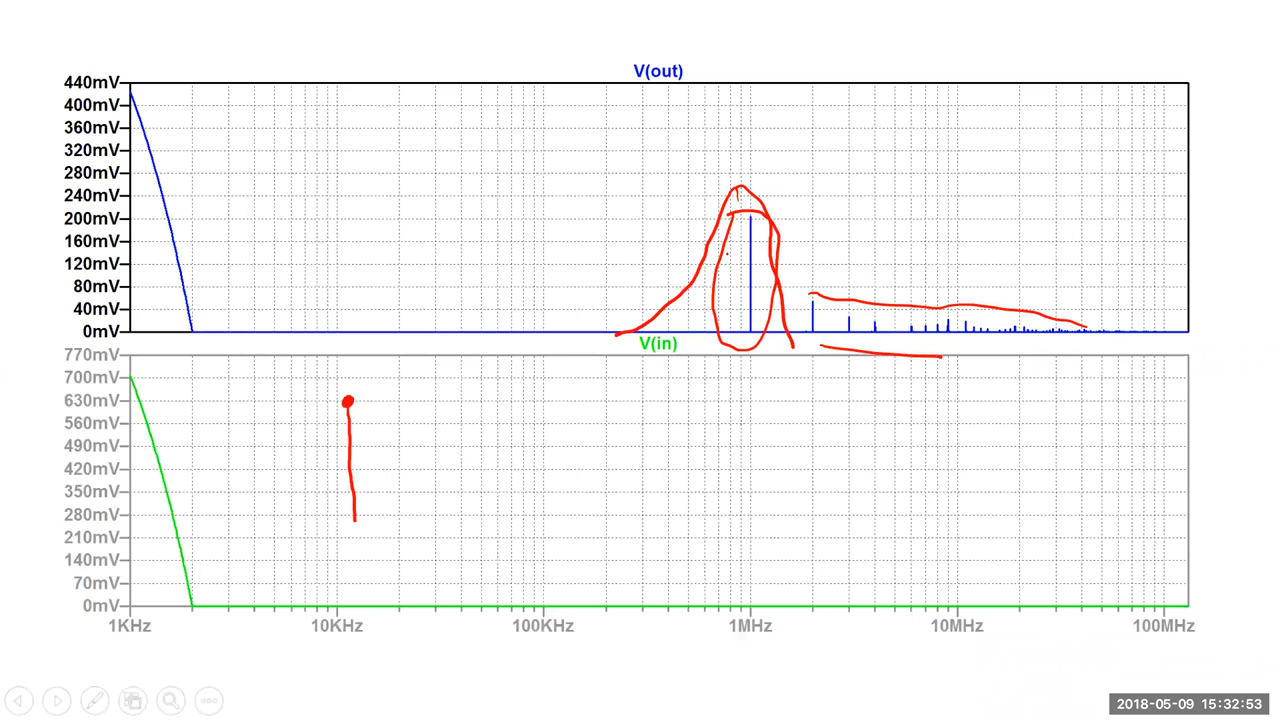 V(out)
440mV
400mV
360mV
320mV
280mV
240mV
200mV
160mV
120mV
80mV
40mV
0mV
V(in)
770mV
700mV
630mV
560mV
490mV
420mV
350mV
280mV
210mV
140mV
70mV
0mV
1KHz 10KHz 100KHz 1MHz 10MHz 100MHz
2018-05-09 15:32:53